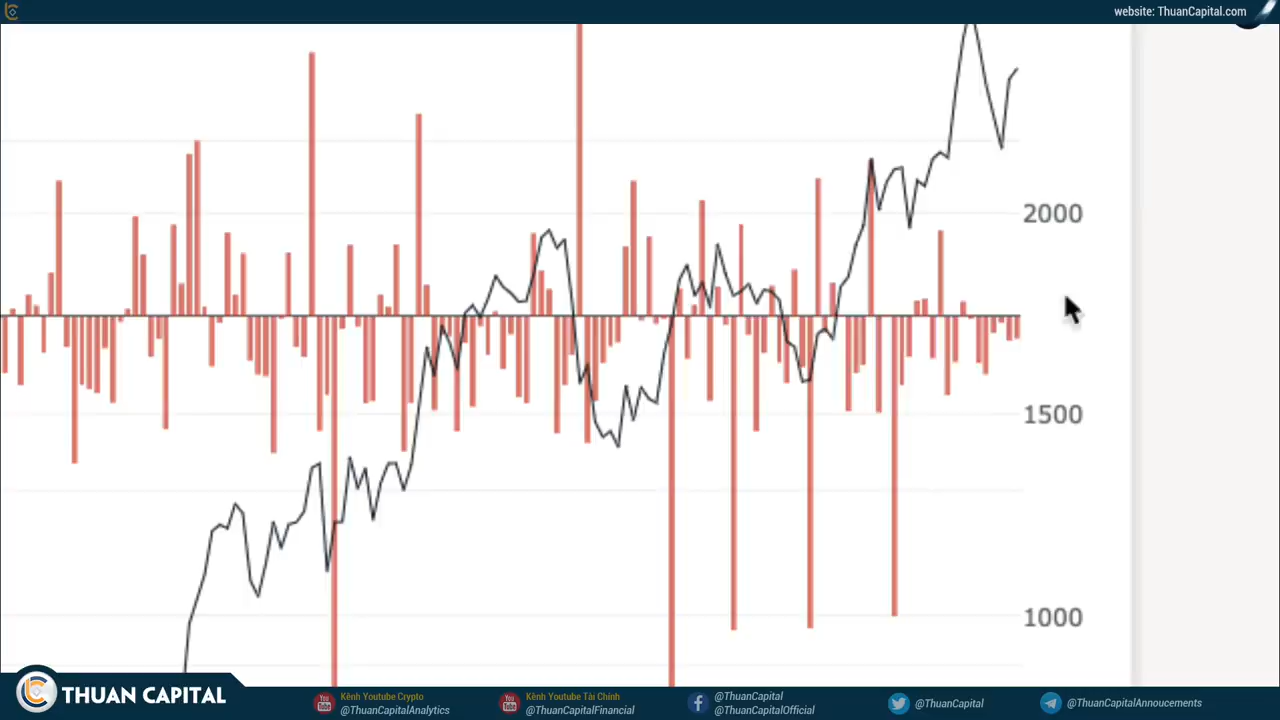 website: ThuanCapital.com
2000
1500
1000
THUAN CAPITAL
Kênh Youtube Crypto
@ThuanCapitalAnalytics
Kênh Youtube Tài Chính
@ThuanCapitalFinancial
@ThuanCapital
@ThuanCapitalOfficial
@ThuanCapital
@ThuanCapitalAnnoucements